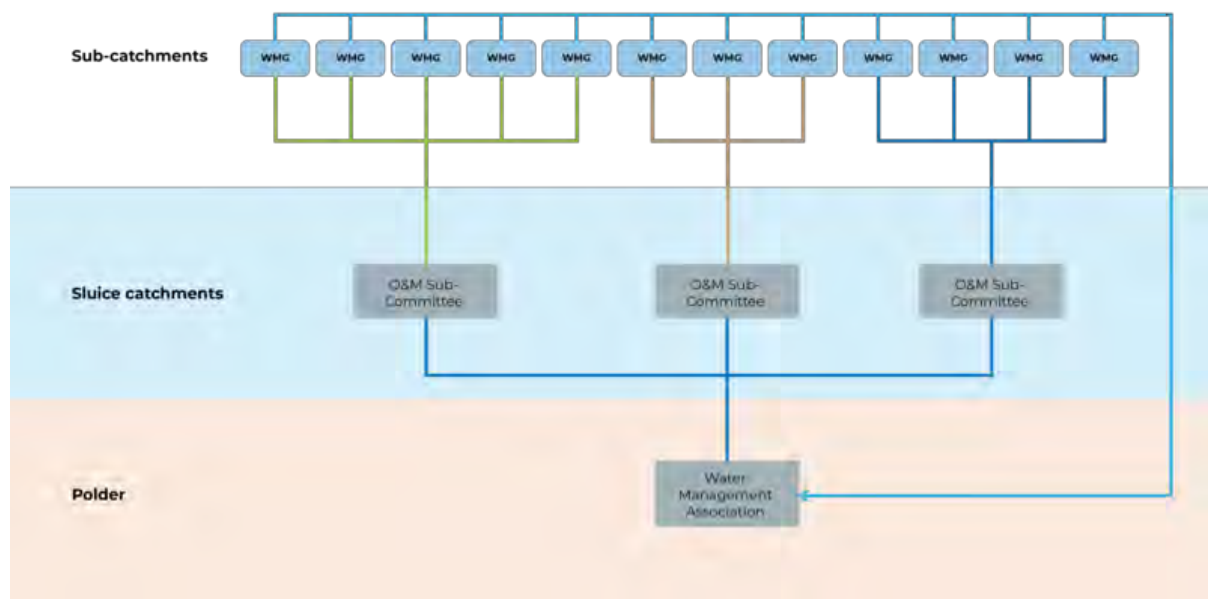 Sub-catchments
WMG WMG WMG WMG WMG WMG WMG WMG WMG WMG WMG WMG
Sluice catchments
O&M Sub-
Committee
O&M Sub-
Committee
O&M Sub-
Committee
Polder
Water
Management
Association